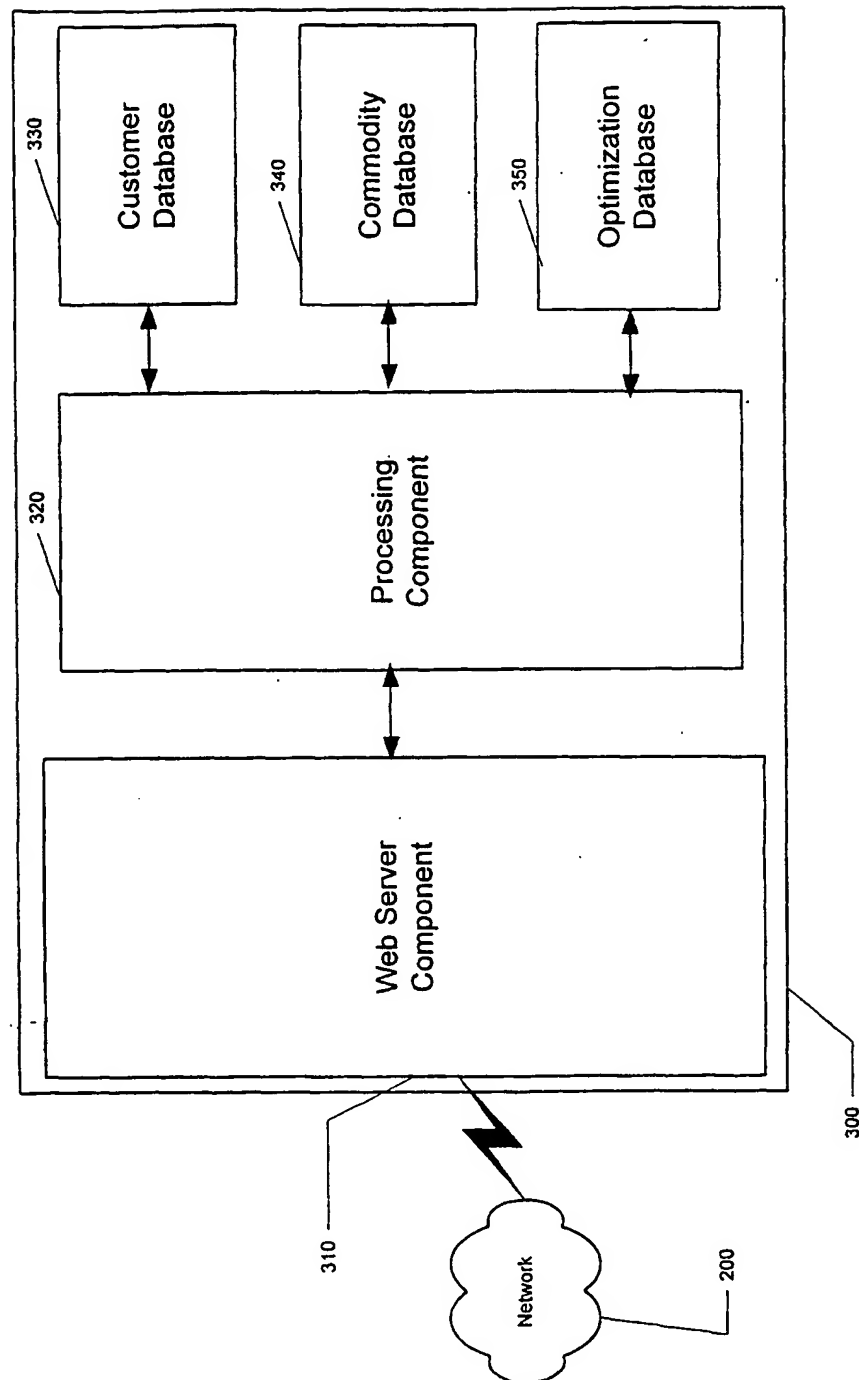 330
Customer
Database
340
Commodity
Database
350
Optimization
Database
320
Processing
Component
Web Server
Component
310
300
Network
200